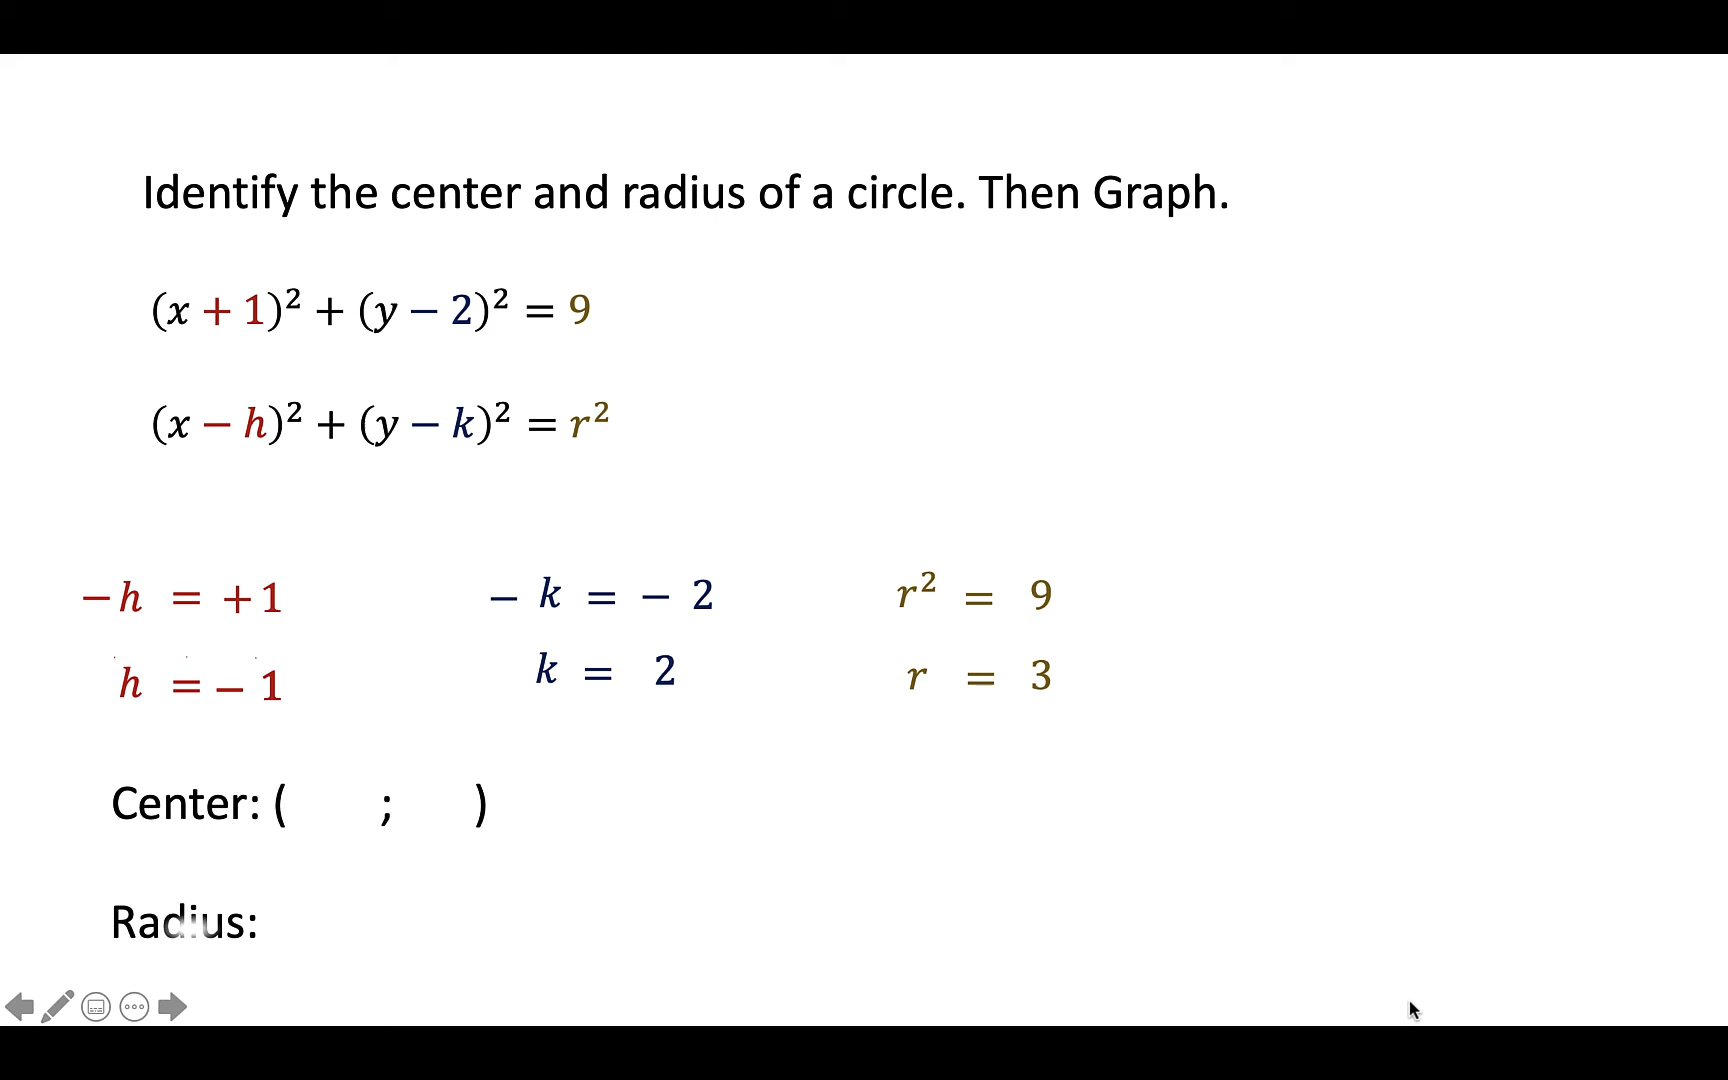 Identify the center and radius of a circle. Then Graph.
(x + 1)² + (y − 2)² = 9
(x − h)² + (y − k)² = r²
−h = +1 − k = − 2 r² = 9
h = − 1 k = 2 r = 3
Center: ( ; )
Radius: